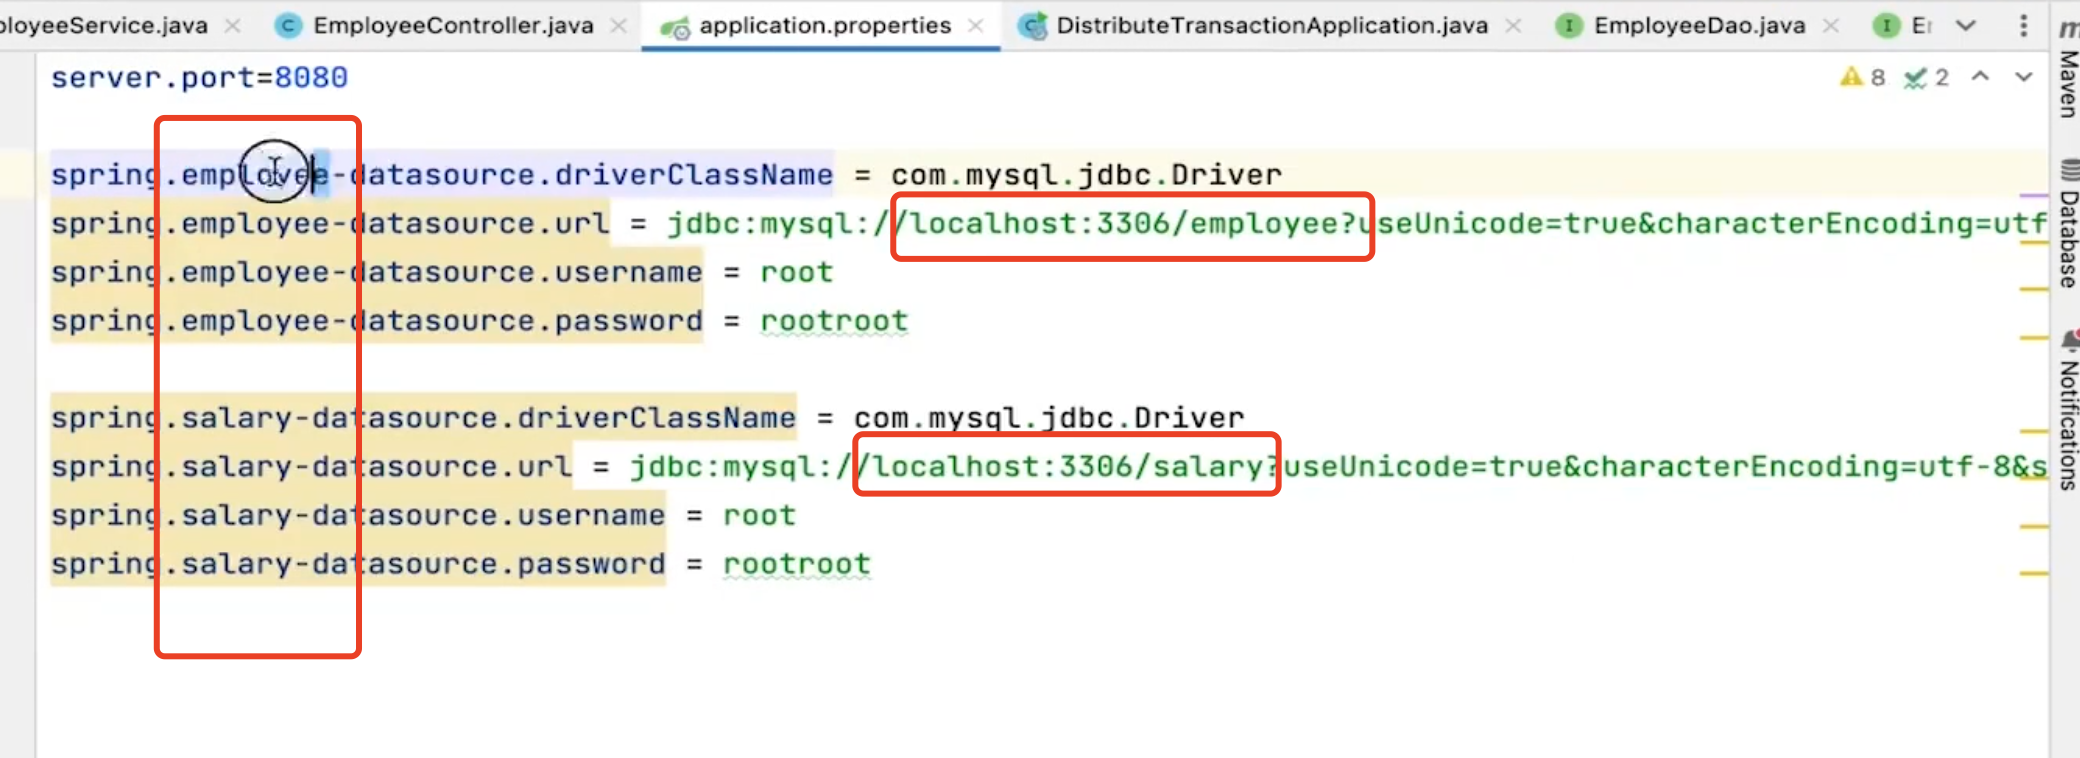 loyeeService.java EmployeeController.java application.properties DistributeTransactionApplication.java EmployeeDao.java
server.port=8080
8 2
spring.employee-datasource.driverClassName = com.mysql.jdbc.Driver
spring.employee-datasource.url = jdbc:mysql://localhost:3306/employee?useUnicode=true&characterEncoding=utf
spring.employee-datasource.username = root
spring.employee-datasource.password = rootroot
spring.salary-datasource.driverClassName = com.mysql.jdbc.Driver
spring.salary-datasource.url = jdbc:mysql://localhost:3306/salary?useUnicode=true&characterEncoding=utf-8&s
spring.salary-datasource.username = root
spring.salary-datasource.password = rootroot
Maven
Database
Notifications